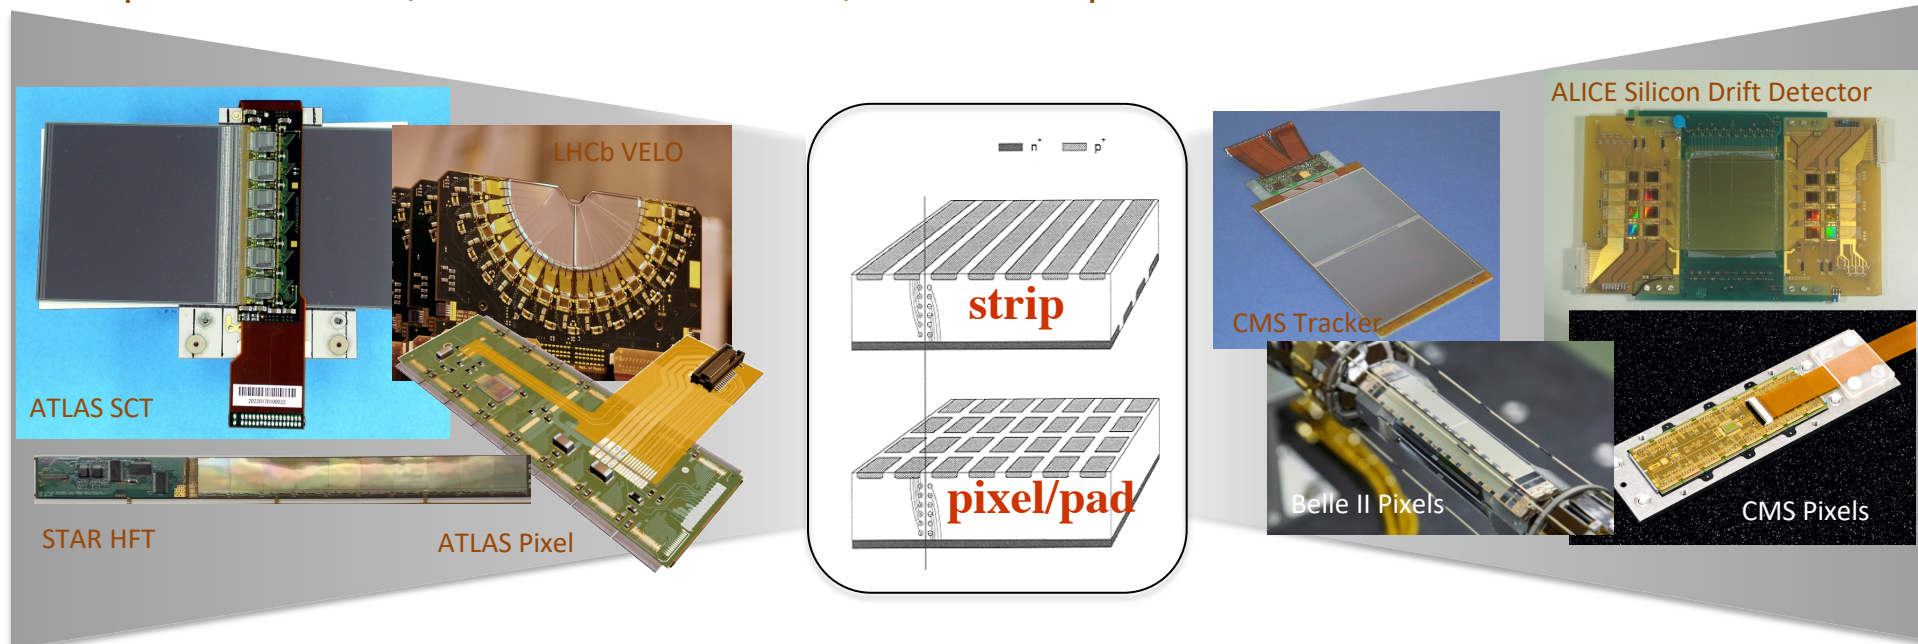 ALICE Silicon Drift Detector
LHCb VELO
n+ p+
strip
CMS Tracker
ATLAS SCT
20220170100022
pixel/pad
Belle II Pixels
CMS Pixels
STAR HFT
ATLAS Pixel